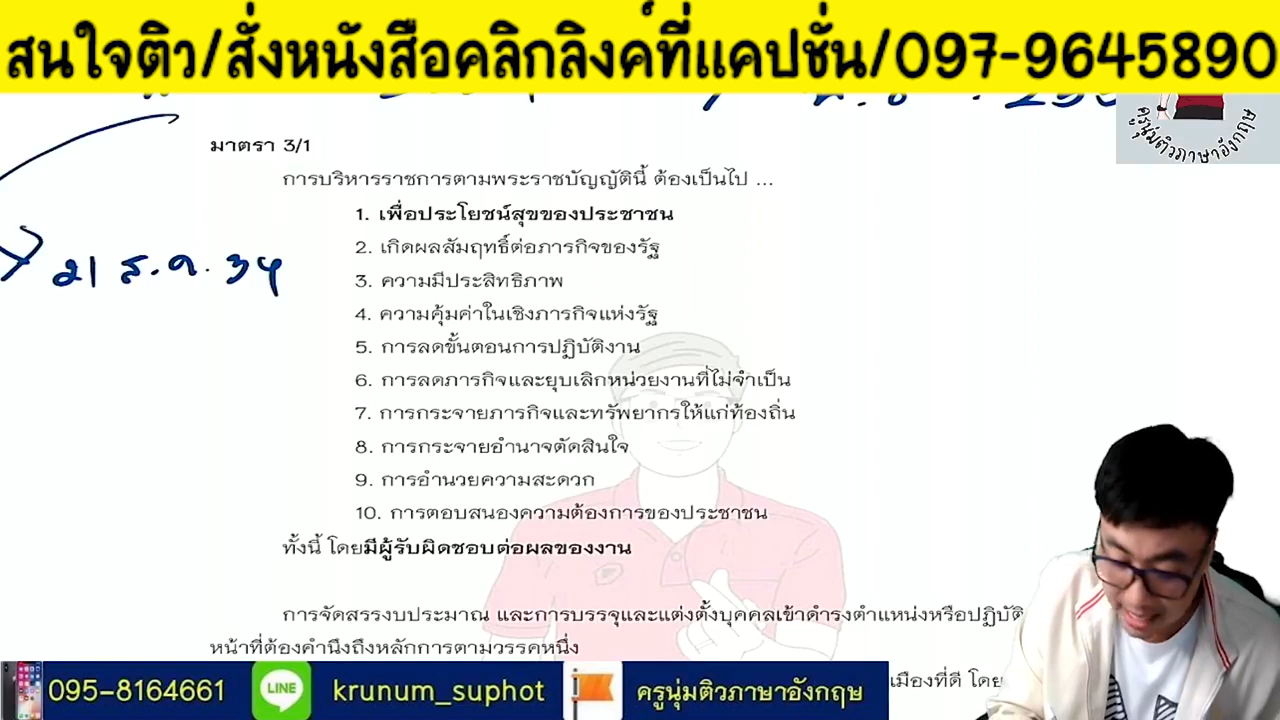 สนใจติว/สั่งหนังสือคลิกลิงค์ที่แคปชั่น/097-9645890
ครูนุ่มติวภาษาอังกฤษ
มาตรา 3/1
การบริหารราชการตามพระราชบัญญัตินี้ ต้องเป็นไป ...
1. เพื่อประโยชน์สุขของประชาชน
2. เกิดผลสัมฤทธิ์ต่อภารกิจของรัฐ
21 ส.ค. 34
3. ความมีประสิทธิภาพ
4. ความคุ้มค่าในเชิงภารกิจแห่งรัฐ
5. การลดขั้นตอนการปฏิบัติงาน
6. การลดภารกิจและยุบเลิกหน่วยงานที่ไม่จำเป็น
7. การกระจายภารกิจและทรัพยากรให้แก่ท้องถิ่น
8. การกระจายอำนาจตัดสินใจ
9. การอำนวยความสะดวก
10. การตอบสนองความต้องการของประชาชน
ทั้งนี้ โดยมีผู้รับผิดชอบต่อผลของงาน
การจัดสรรงบประมาณ และการบรรจุและแต่งตั้งบุคคลเข้าดำรงตำแหน่งหรือปฏิบัติ
หน้าที่ต้องคำนึงถึงหลักการตามวรรคหนึ่ง
เมืองที่ดี โดย
095-8164661 LINE krunum_suphot ครูนุ่มติวภาษาอังกฤษ